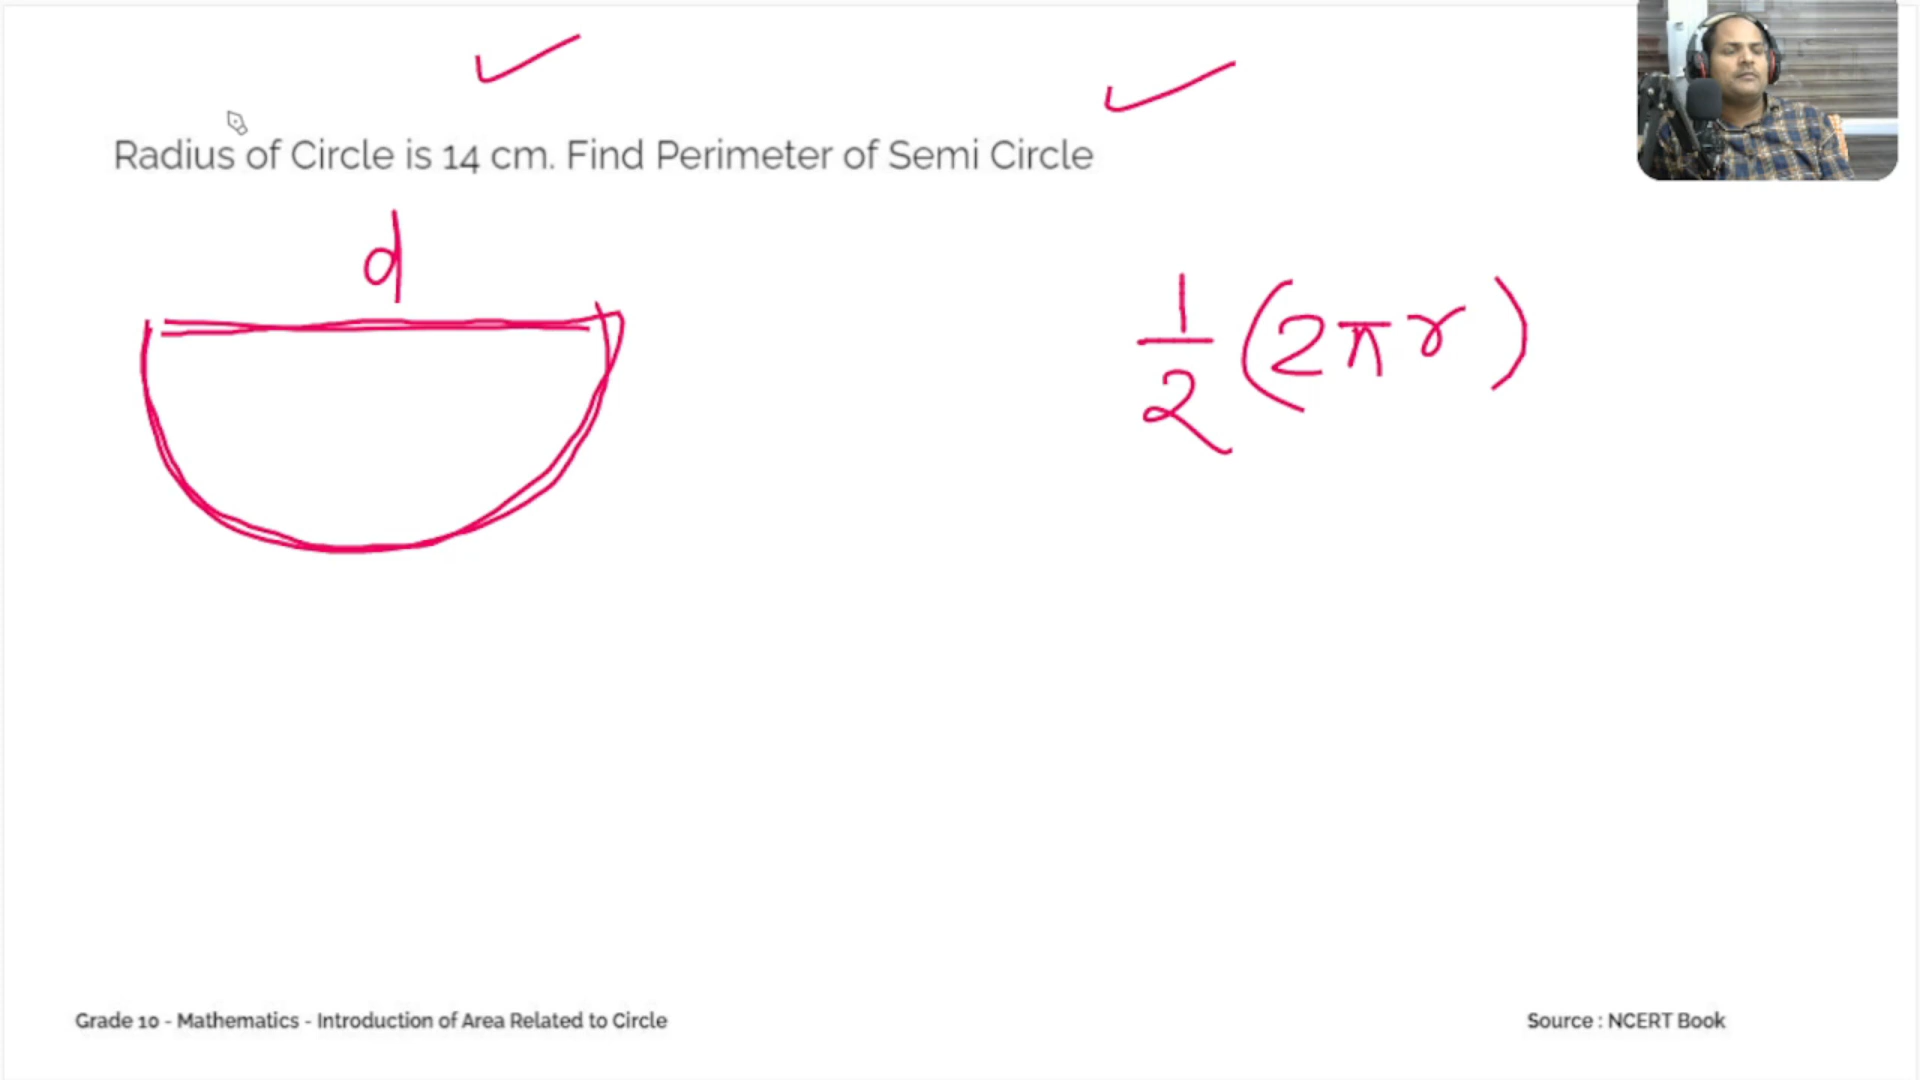 Radius of Circle is 14 cm. Find Perimeter of Semi Circle
d
1/2 (2πr)
Grade 10 - Mathematics - Introduction of Area Related to Circle
Source : NCERT Book